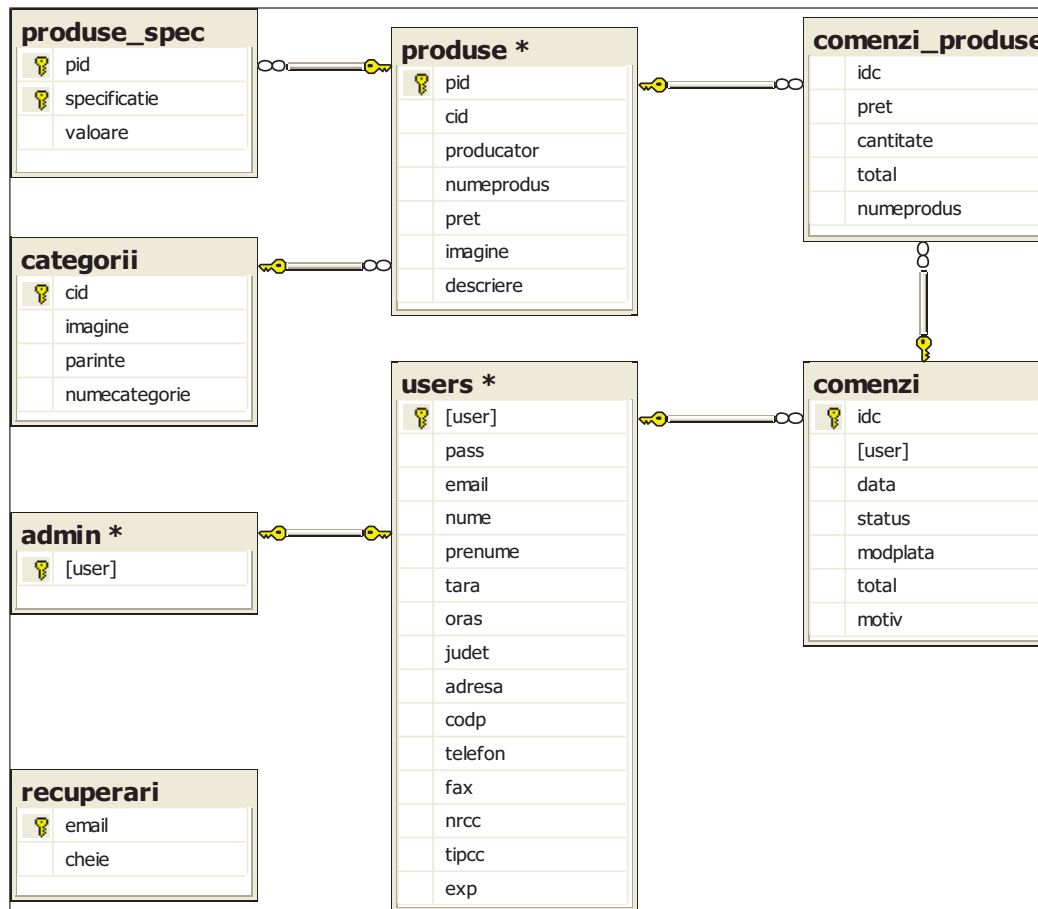 produse_spec
pid
specificatie
valoare
produse *
pid
cid
producator
numeprodus
pret
imagine
descriere
comenzi_produse
idc
pret
cantitate
total
numeprodus
categorii
cid
imagine
parinte
numecategorie
users *
[user]
pass
email
nume
prenume
tara
oras
judet
adresa
codp
telefon
fax
nrcc
tipcc
exp
comenzi
idc
[user]
data
status
modplata
total
motiv
admin *
[user]
recuperari
email
cheie